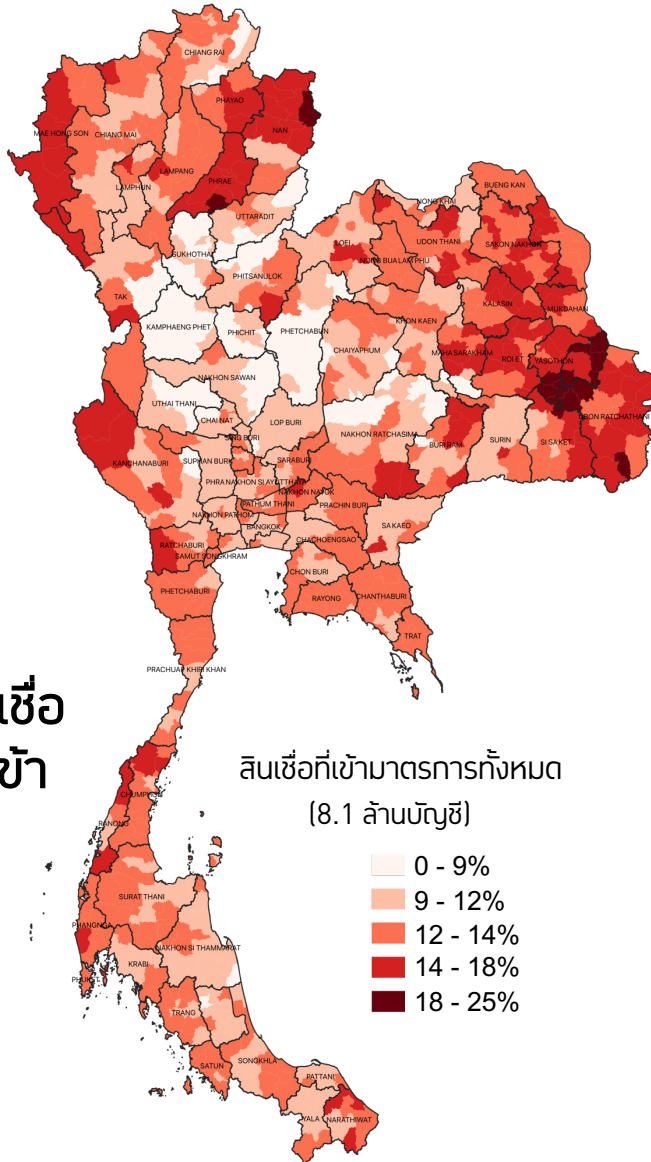 CHIANG RAI
PHAYAO
NAN
MAE HONG SON
CHIANG MAI
LAMPANG
PHRAE
LAMPHUN
UTTARADIT
BUENG KAN
NONG KHAI
LOEI
UDON THANI
SAKON NAKHON
NONG BUA LAM PHU
SUKHOTHAI
PHITSANULOK
TAK
KALASIN
MUKDAHAN
KHON KAEN
KAMPHAENG PHET
PHICHIT
PHETCHABUN
CHAIYAPHUM
MAHA SARAKHAM
ROI ET
YASOTHON
NAKHON SAWAN
UTHAI THANI
CHAI NAT
LOP BURI
UBON RATCHATHANI
NAKHON RATCHASIMA
BURI RAM
SURIN
SI SA KET
SING BURI
SUPHAN BURI
SARABURI
KANCHANABURI
PHRA NAKHON SI AYUTTHAYA
NAKHON NAYOK
PATHUM THANI
PRACHIN BURI
NAKHON PATHOM
BANGKOK
SA KAEO
CHACHOENGSAO
RATCHABURI
SAMUT SONGKHRAM
CHON BURI
PHETCHABURI
RAYONG
CHANTHABURI
TRAT
PRACHUAP KHIRI KHAN
เชื่อ
ข้า
สินเชื่อที่เข้ามาตรการทั้งหมด
(8.1 ล้านบัญชี)
0 - 9%
9 - 12%
12 - 14%
14 - 18%
18 - 25%
CHUMPHON
RANONG
SURAT THANI
PHANGNGA
NAKHON SI THAMMARAT
KRABI
PHUKET
TRANG
SATUN
SONGKHLA
PATTANI
YALA
NARATHIWAT